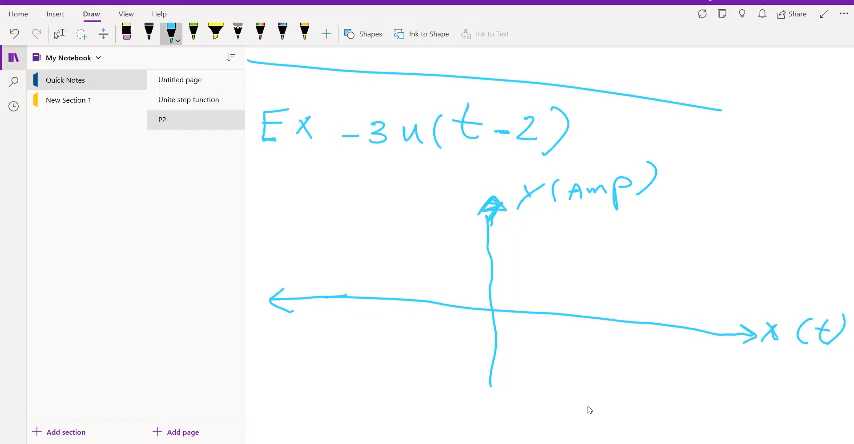 Home Insert Draw View Help
Share
Shapes Ink to Shape Ink to Text
My Notebook
Quick Notes
New Section 1
Untitled page
Unite step function
P2
Add section
Add page
Ex -3u(t-2)
Y(Amp)
X (t)